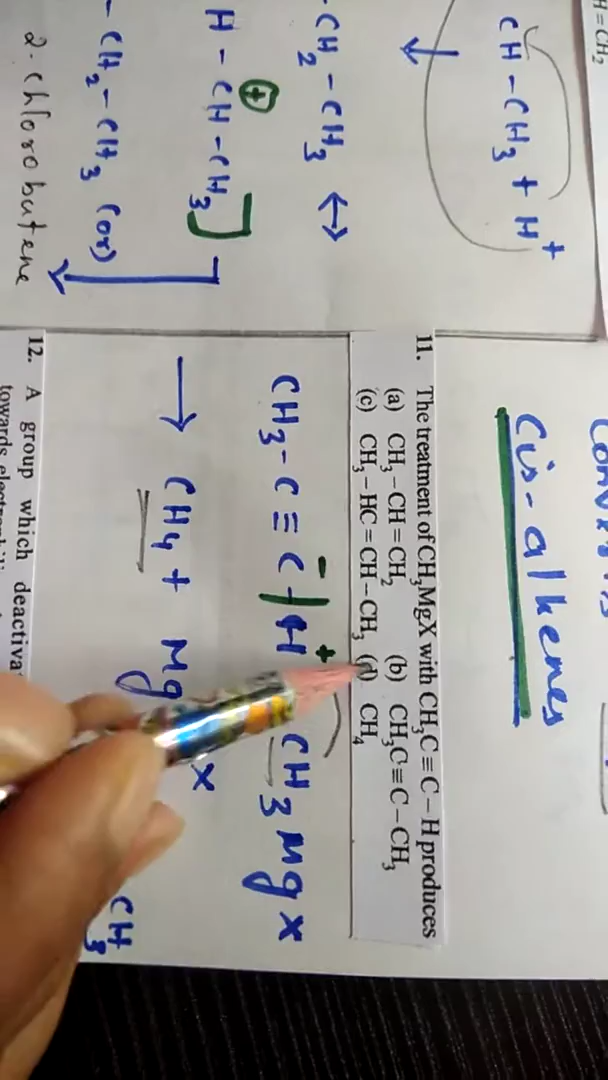 H = CH₂
CH - CH₃ + H⁺
- CH₂ - CH₃ ↔
H - CH - CH₃
⊕
- CH₂ - CH₃ (or)
2-chlorobutene
cis-alkenes
11. The treatment of CH₃MgX with CH₃C ≡ C – H produces
(a) CH₃ – CH = CH₂ (b) CH₃C ≡ C – CH₃
(c) CH₃ – HC = CH – CH₃ (d) CH₄
CH₃ - C ≡ C⁻ H⁺ CH₃MgX
→ CH₄ + Mg
X
CH₃
12. A group which